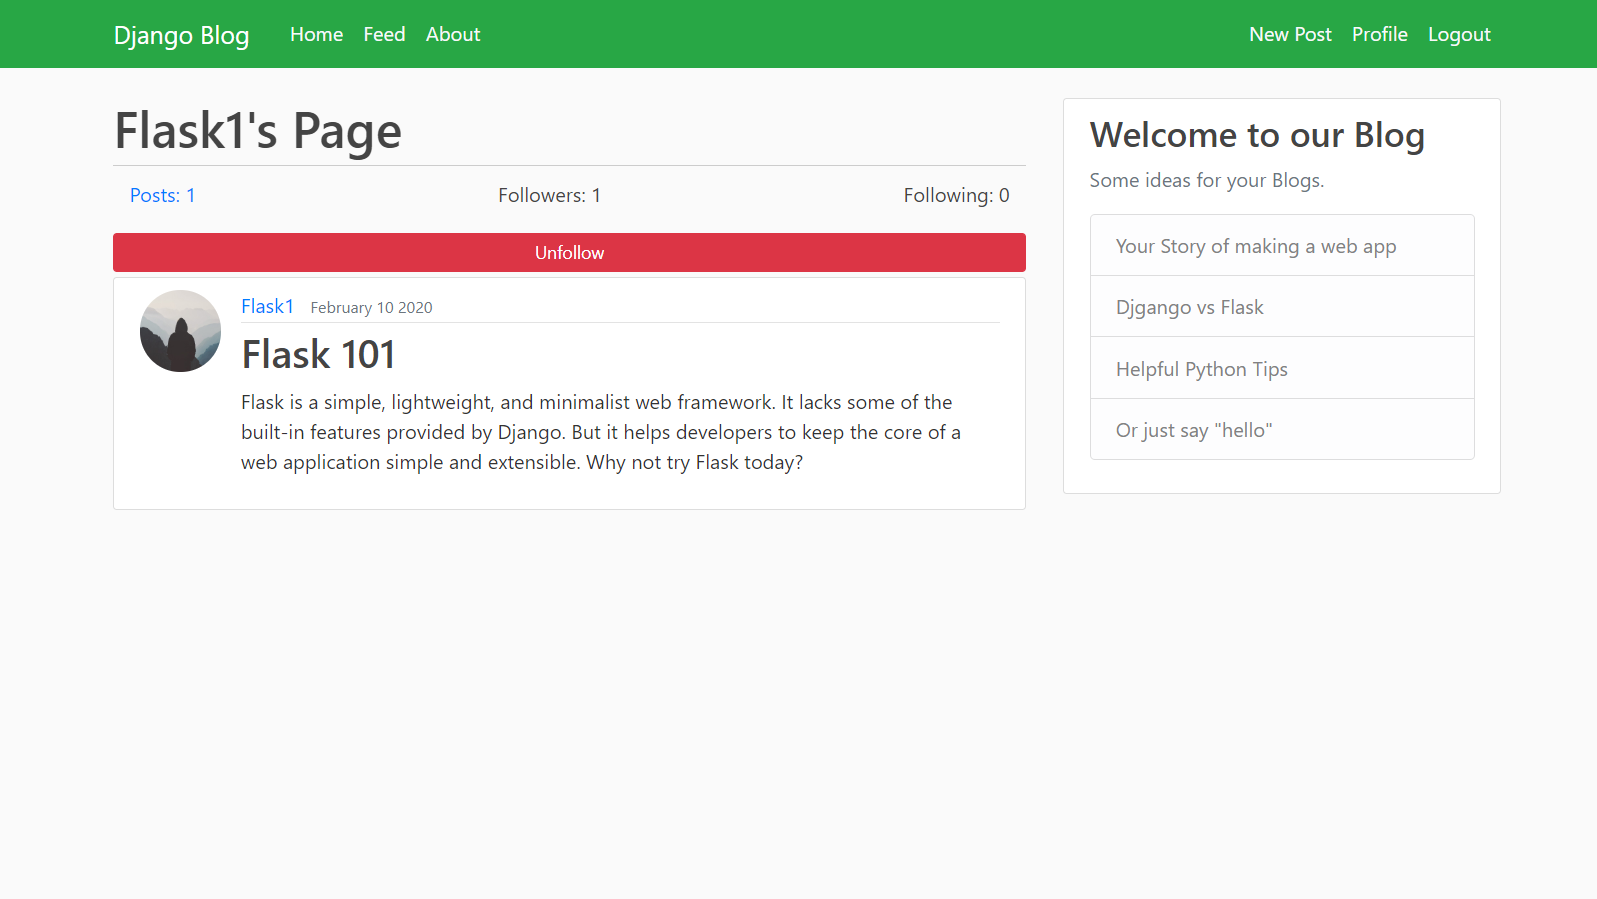 Django Blog Home Feed About New Post Profile Logout
Flask1's Page
Posts: 1 Followers: 1 Following: 0
Unfollow
Flask1 February 10 2020
Flask 101
Flask is a simple, lightweight, and minimalist web framework. It lacks some of the
built-in features provided by Django. But it helps developers to keep the core of a
web application simple and extensible. Why not try Flask today?
Welcome to our Blog
Some ideas for your Blogs.
Your Story of making a web app
Djgango vs Flask
Helpful Python Tips
Or just say "hello"